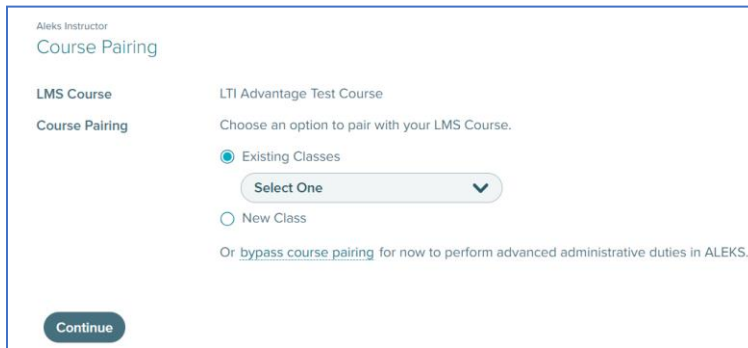 Aleks Instructor
Course Pairing
LMS Course LTI Advantage Test Course
Course Pairing Choose an option to pair with your LMS Course.
Existing Classes
Select One
New Class
Or bypass course pairing for now to perform advanced administrative duties in ALEKS.
Continue